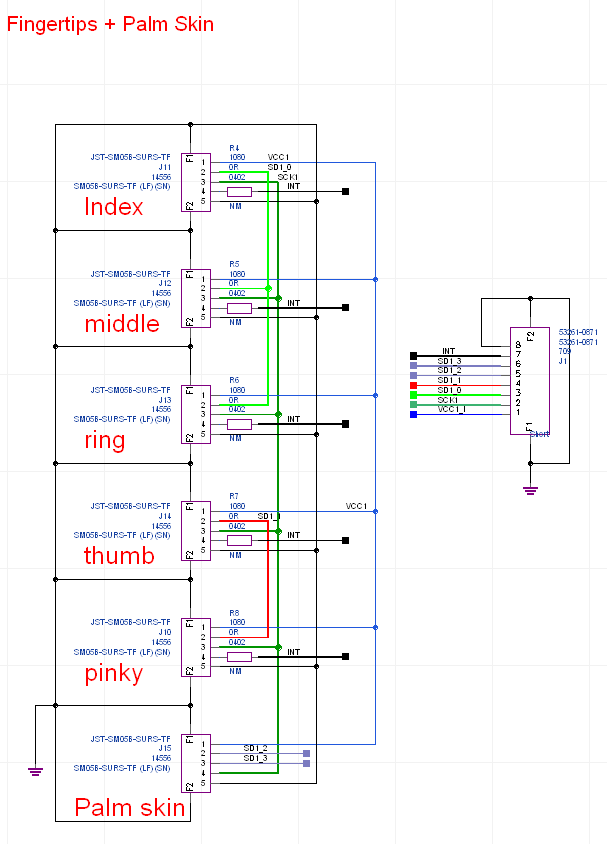 Fingertips + Palm Skin
JST-SM05B-SURS-TF
J11
14556
SM05B-SURS-TF (LF)(SN)
Index
F1
F2
1
2
3
4
5
R4
1080
0R
0402
NM
VCC1
SD1_0
SCK1
INT
JST-SM05B-SURS-TF
J12
14556
SM05B-SURS-TF (LF)(SN)
middle
F1
F2
1
2
3
4
5
R5
1080
0R
0402
NM
INT
JST-SM05B-SURS-TF
J13
14556
SM05B-SURS-TF (LF)(SN)
ring
F1
F2
1
2
3
4
5
R6
1080
0R
0402
NM
INT
JST-SM05B-SURS-TF
J14
14556
SM05B-SURS-TF (LF)(SN)
thumb
F1
F2
1
2
3
4
5
R7
1080
0R
0402
NM
VCC1
INT
JST-SM05B-SURS-TF
J10
14556
SM05B-SURS-TF (LF)(SN)
pinky
F1
F2
1
2
3
4
5
R8
1080
0R
0402
NM
INT
JST-SM05B-SURS-TF
J15
14556
SM05B-SURS-TF (LF)(SN)
Palm skin
F1
F2
1
2
3
4
5
SD1_2
SD1_3
INT
SD1_3
SD1_2
SD1_1
SD1_0
SCK1
VCC1_I
F2
8
7
6
5
4
3
2
1
F1
53261-0871
53261-0871
709
J1